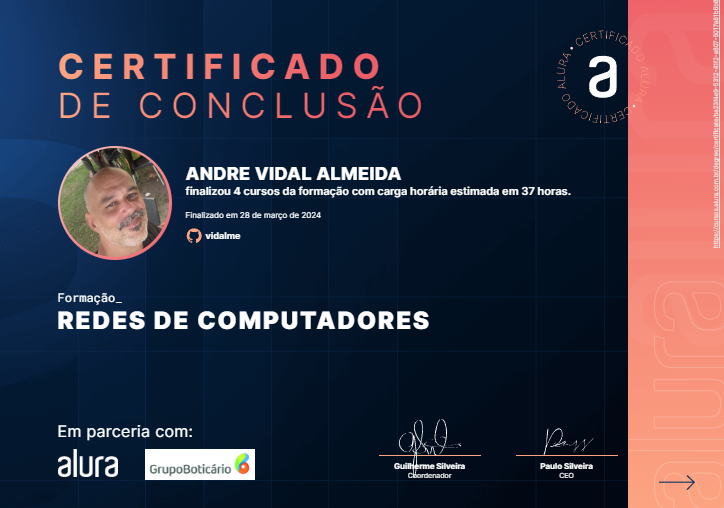 CERTIFICADO
DE CONCLUSÃO
CERTIFICADO ALURA • CERTIFICADO ALURA •
a
ANDRE VIDAL ALMEIDA
finalizou 4 cursos da formação com carga horária estimada em 37 horas.
Finalizado em 28 de março de 2024
vidalme
Formação_
REDES DE COMPUTADORES
Em parceria com:
alura
GrupoBoticário
Guilherme Silveira
Coordenador
Paulo Silveira
CEO
alura